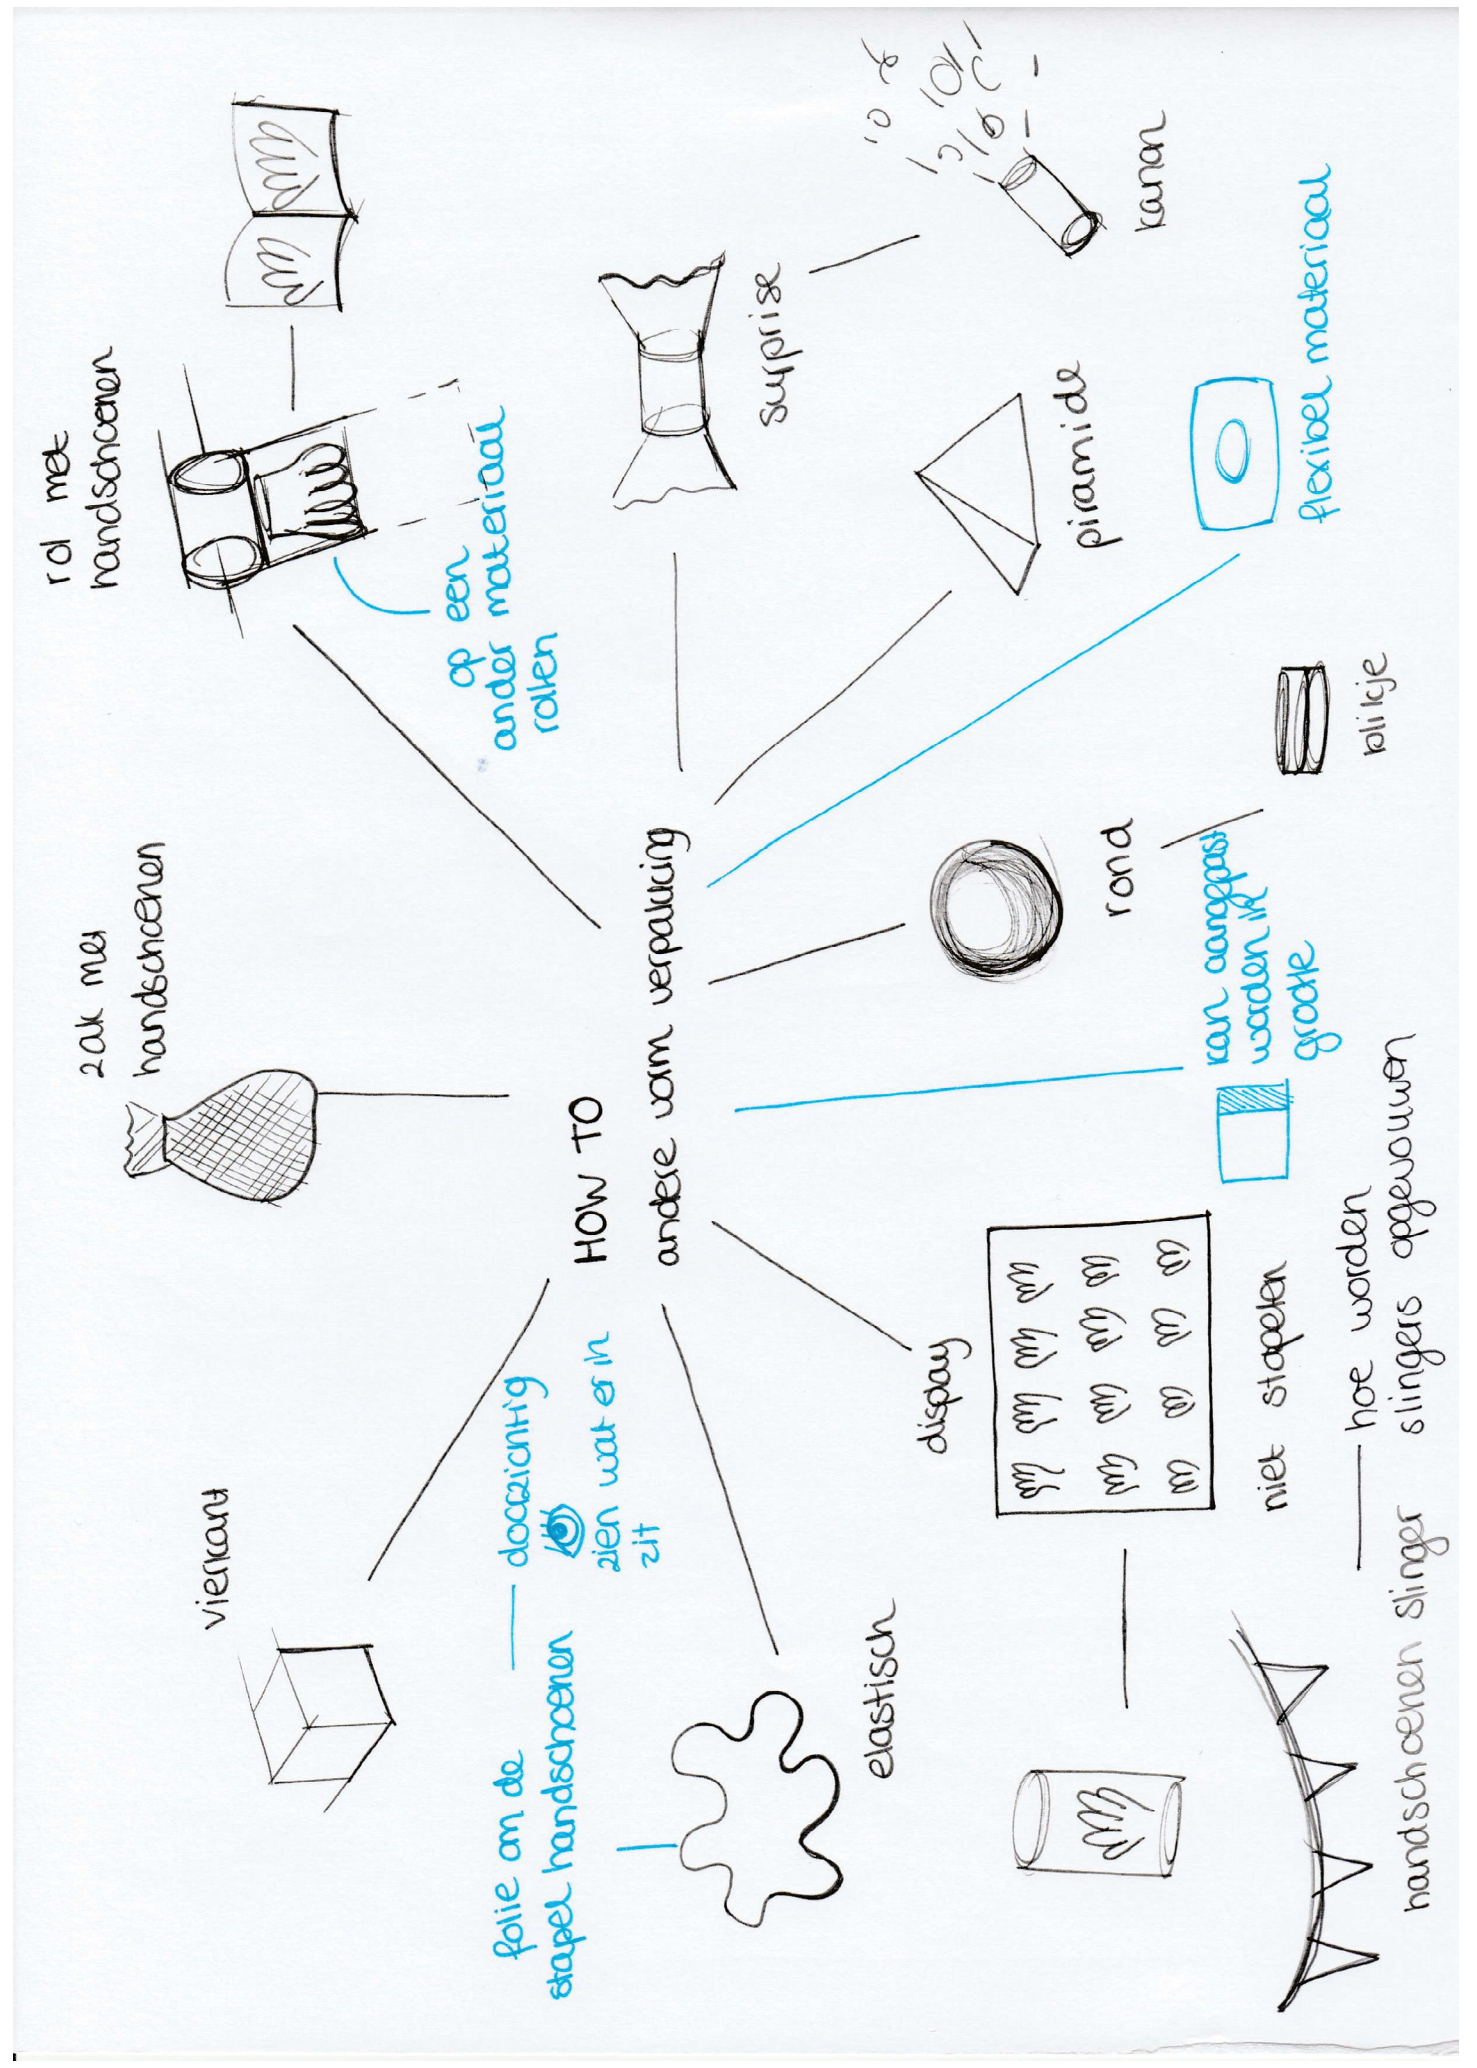 HOW TO
andere vorm verpakking
vierkant
zak met
handschoenen
rol met
handschoenen
op een
ander materiaal
rollen
surprise
kanon
piramide
flexibel materiaal
rond
blikje
kan aangepast
worden in
grootte
display
niet stapelen
handschoenen slinger
hoe worden
slingers opgevouwen
elastisch
folie om de
stapel handschoenen
doorzichtig
zien wat er in
zit